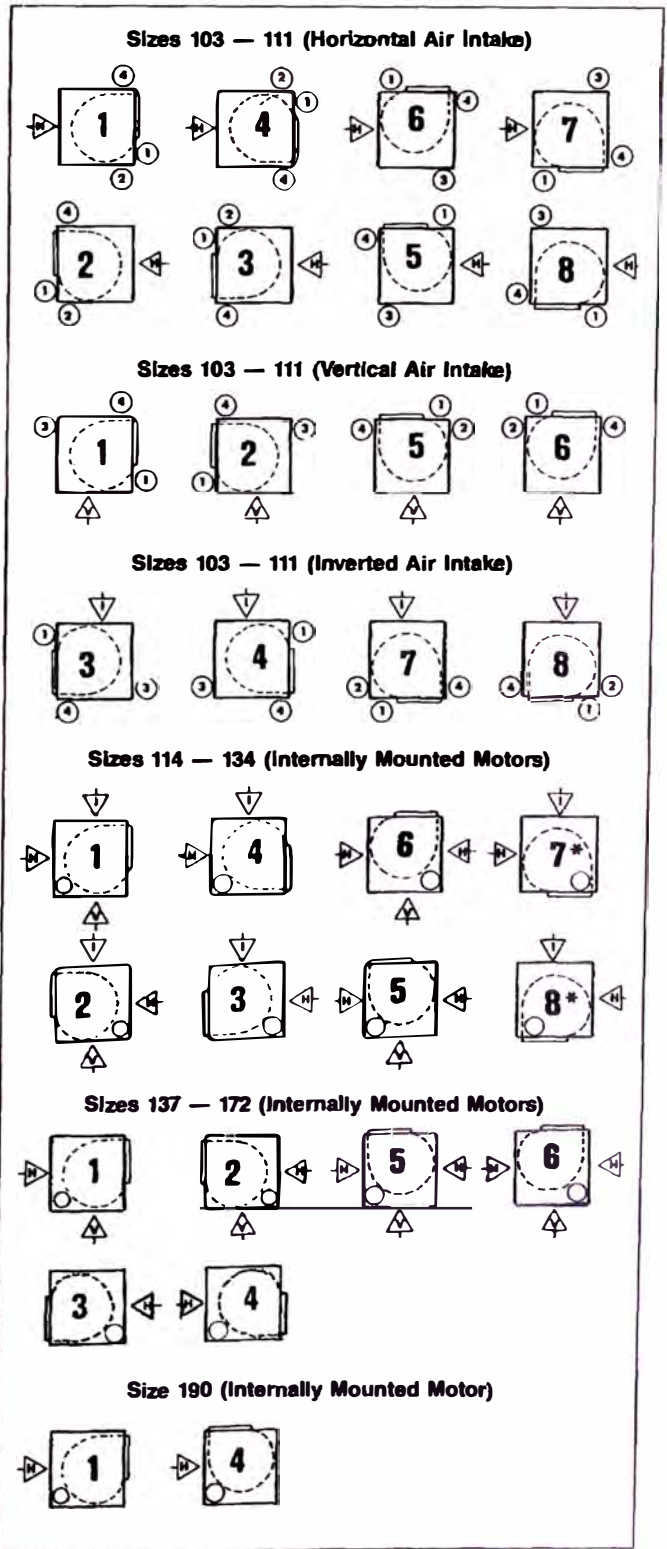 Sizes 103 — 111 (Horizontal Air Intake)
4 2 1 3
1 4
H 1 H 4 H 6 H 7
1 4
2 4 3 1
4 2 1 3
1 4
2 H 3 H 5 H 8 H
1 4
2 4 3 1
Sizes 103 — 111 (Vertical Air Intake)
4 4 1 1
3 3 4 2 2 4
1 2 5 6
1 1
V V V V
Sizes 103 — 111 (Inverted Air Intake)
I I I I
1 1
3 4 7 8
3 3 2 4 4 2
4 4 1 1
Sizes 114 — 134 (Internally Mounted Motors)
I I I
H 1 H 4 H 6 H H 7*
V V
I I I
2 H 3 H H 5 H 8* H
V V
Sizes 137 — 172 (Internally Mounted Motors)
H 1 2 H H 5 H H 6 H
V V V V
3 H H 4
Size 190 (Internally Mounted Motor)
H 1 H 4